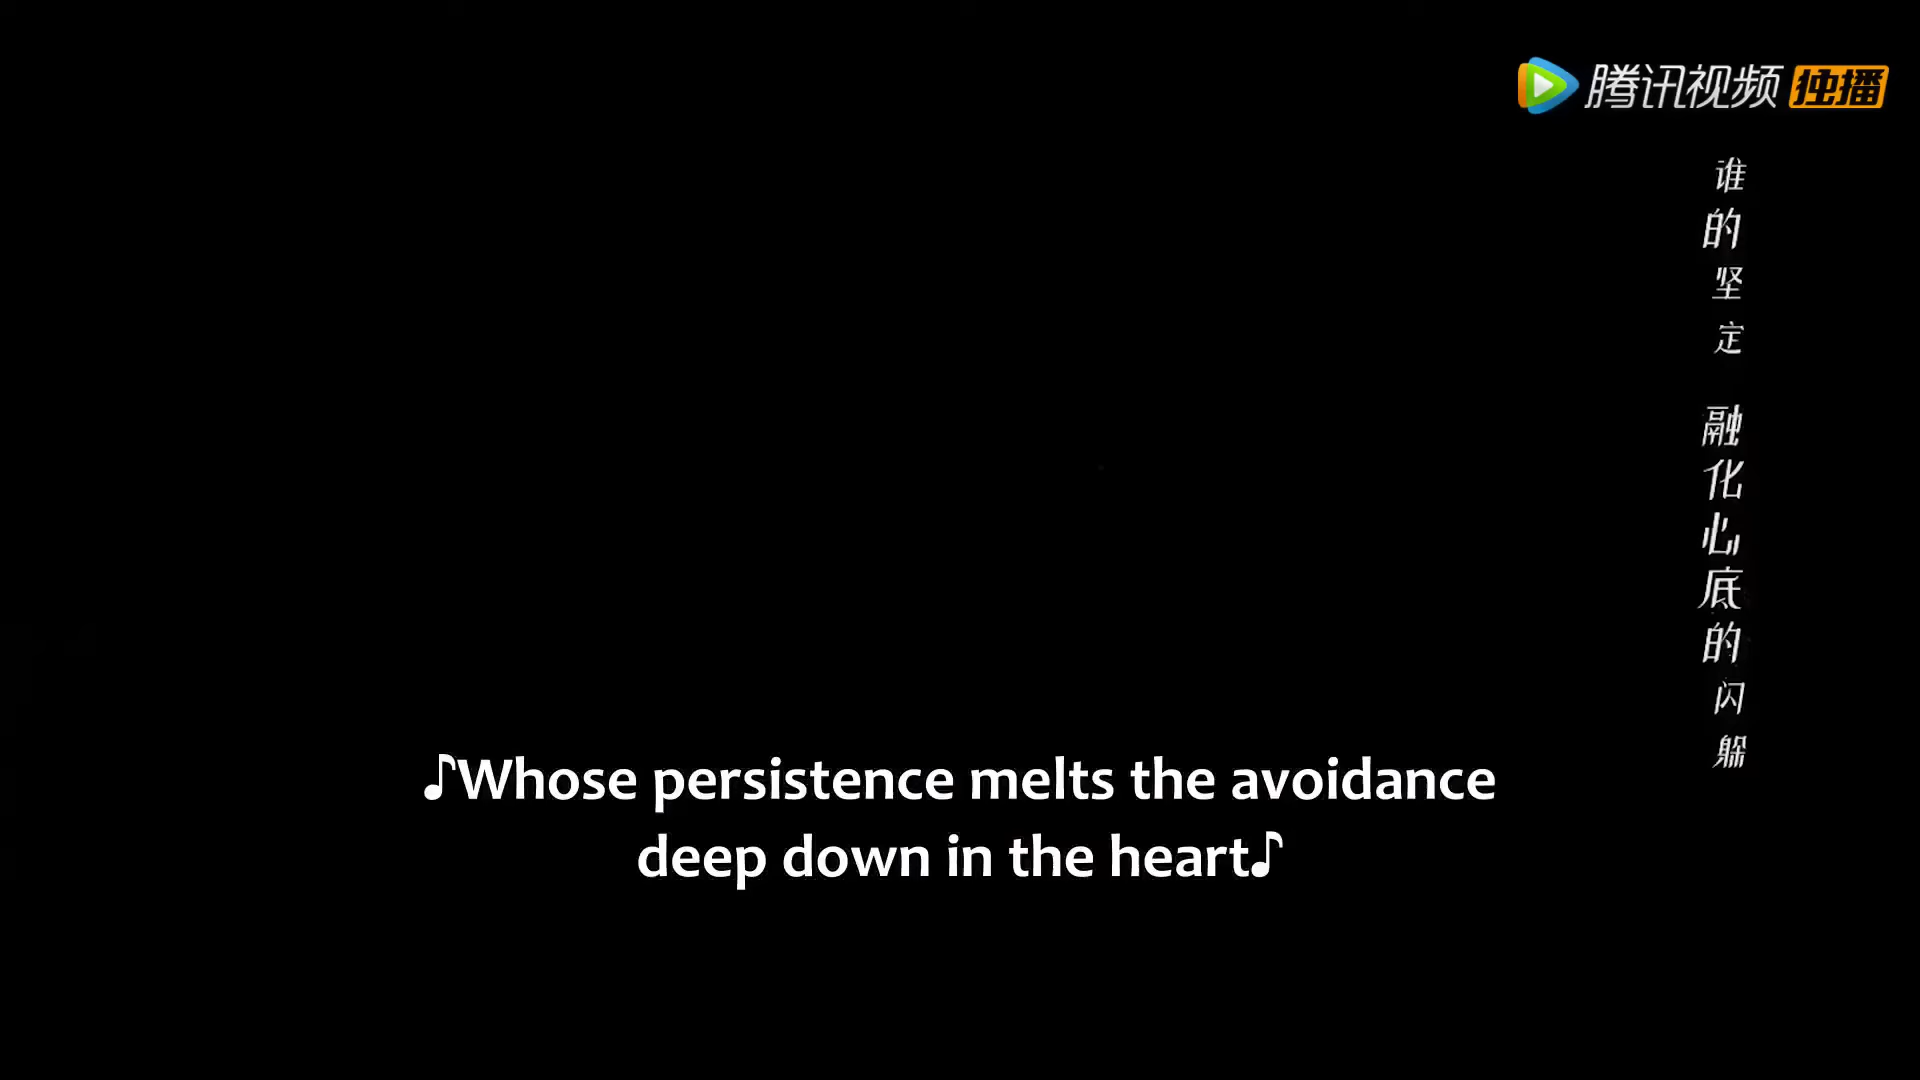 腾讯视频 独播
谁的坚定 融化心底的闪躲
♪Whose persistence melts the avoidance
deep down in the heart♪